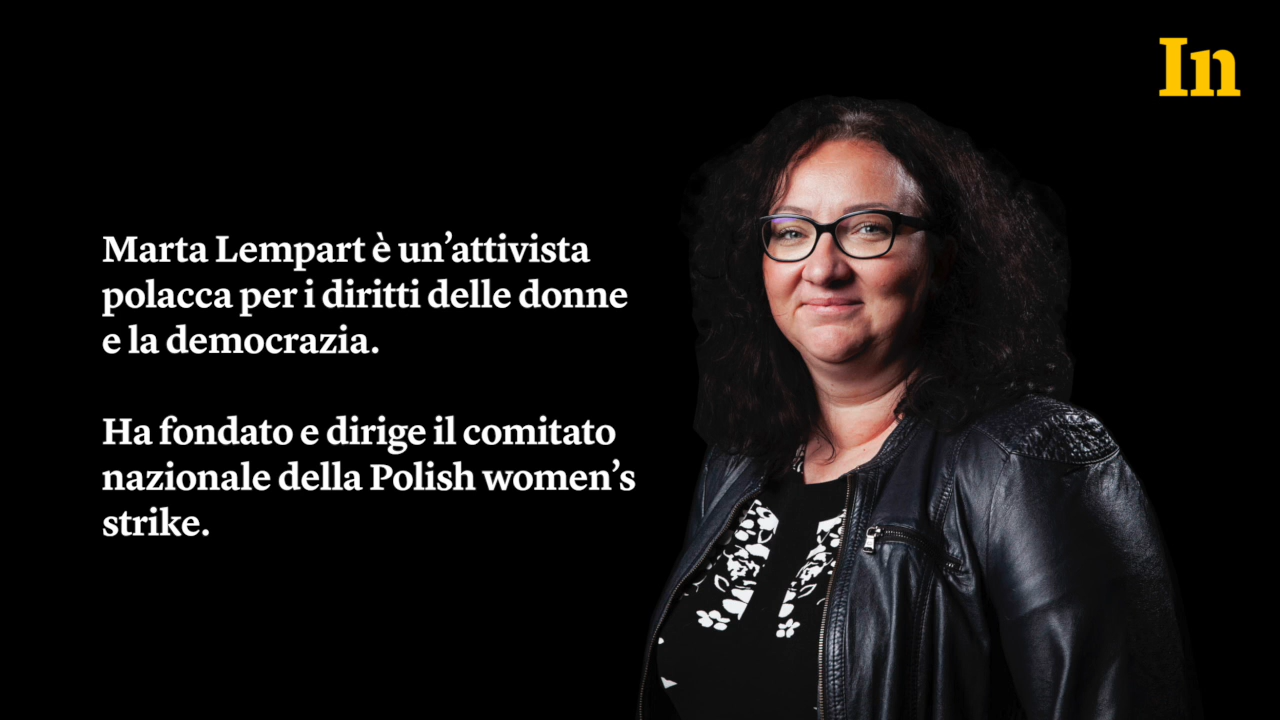 In
Marta Lempart è un’attivista
polacca per i diritti delle donne
e la democrazia.
Ha fondato e dirige il comitato
nazionale della Polish women’s
strike.